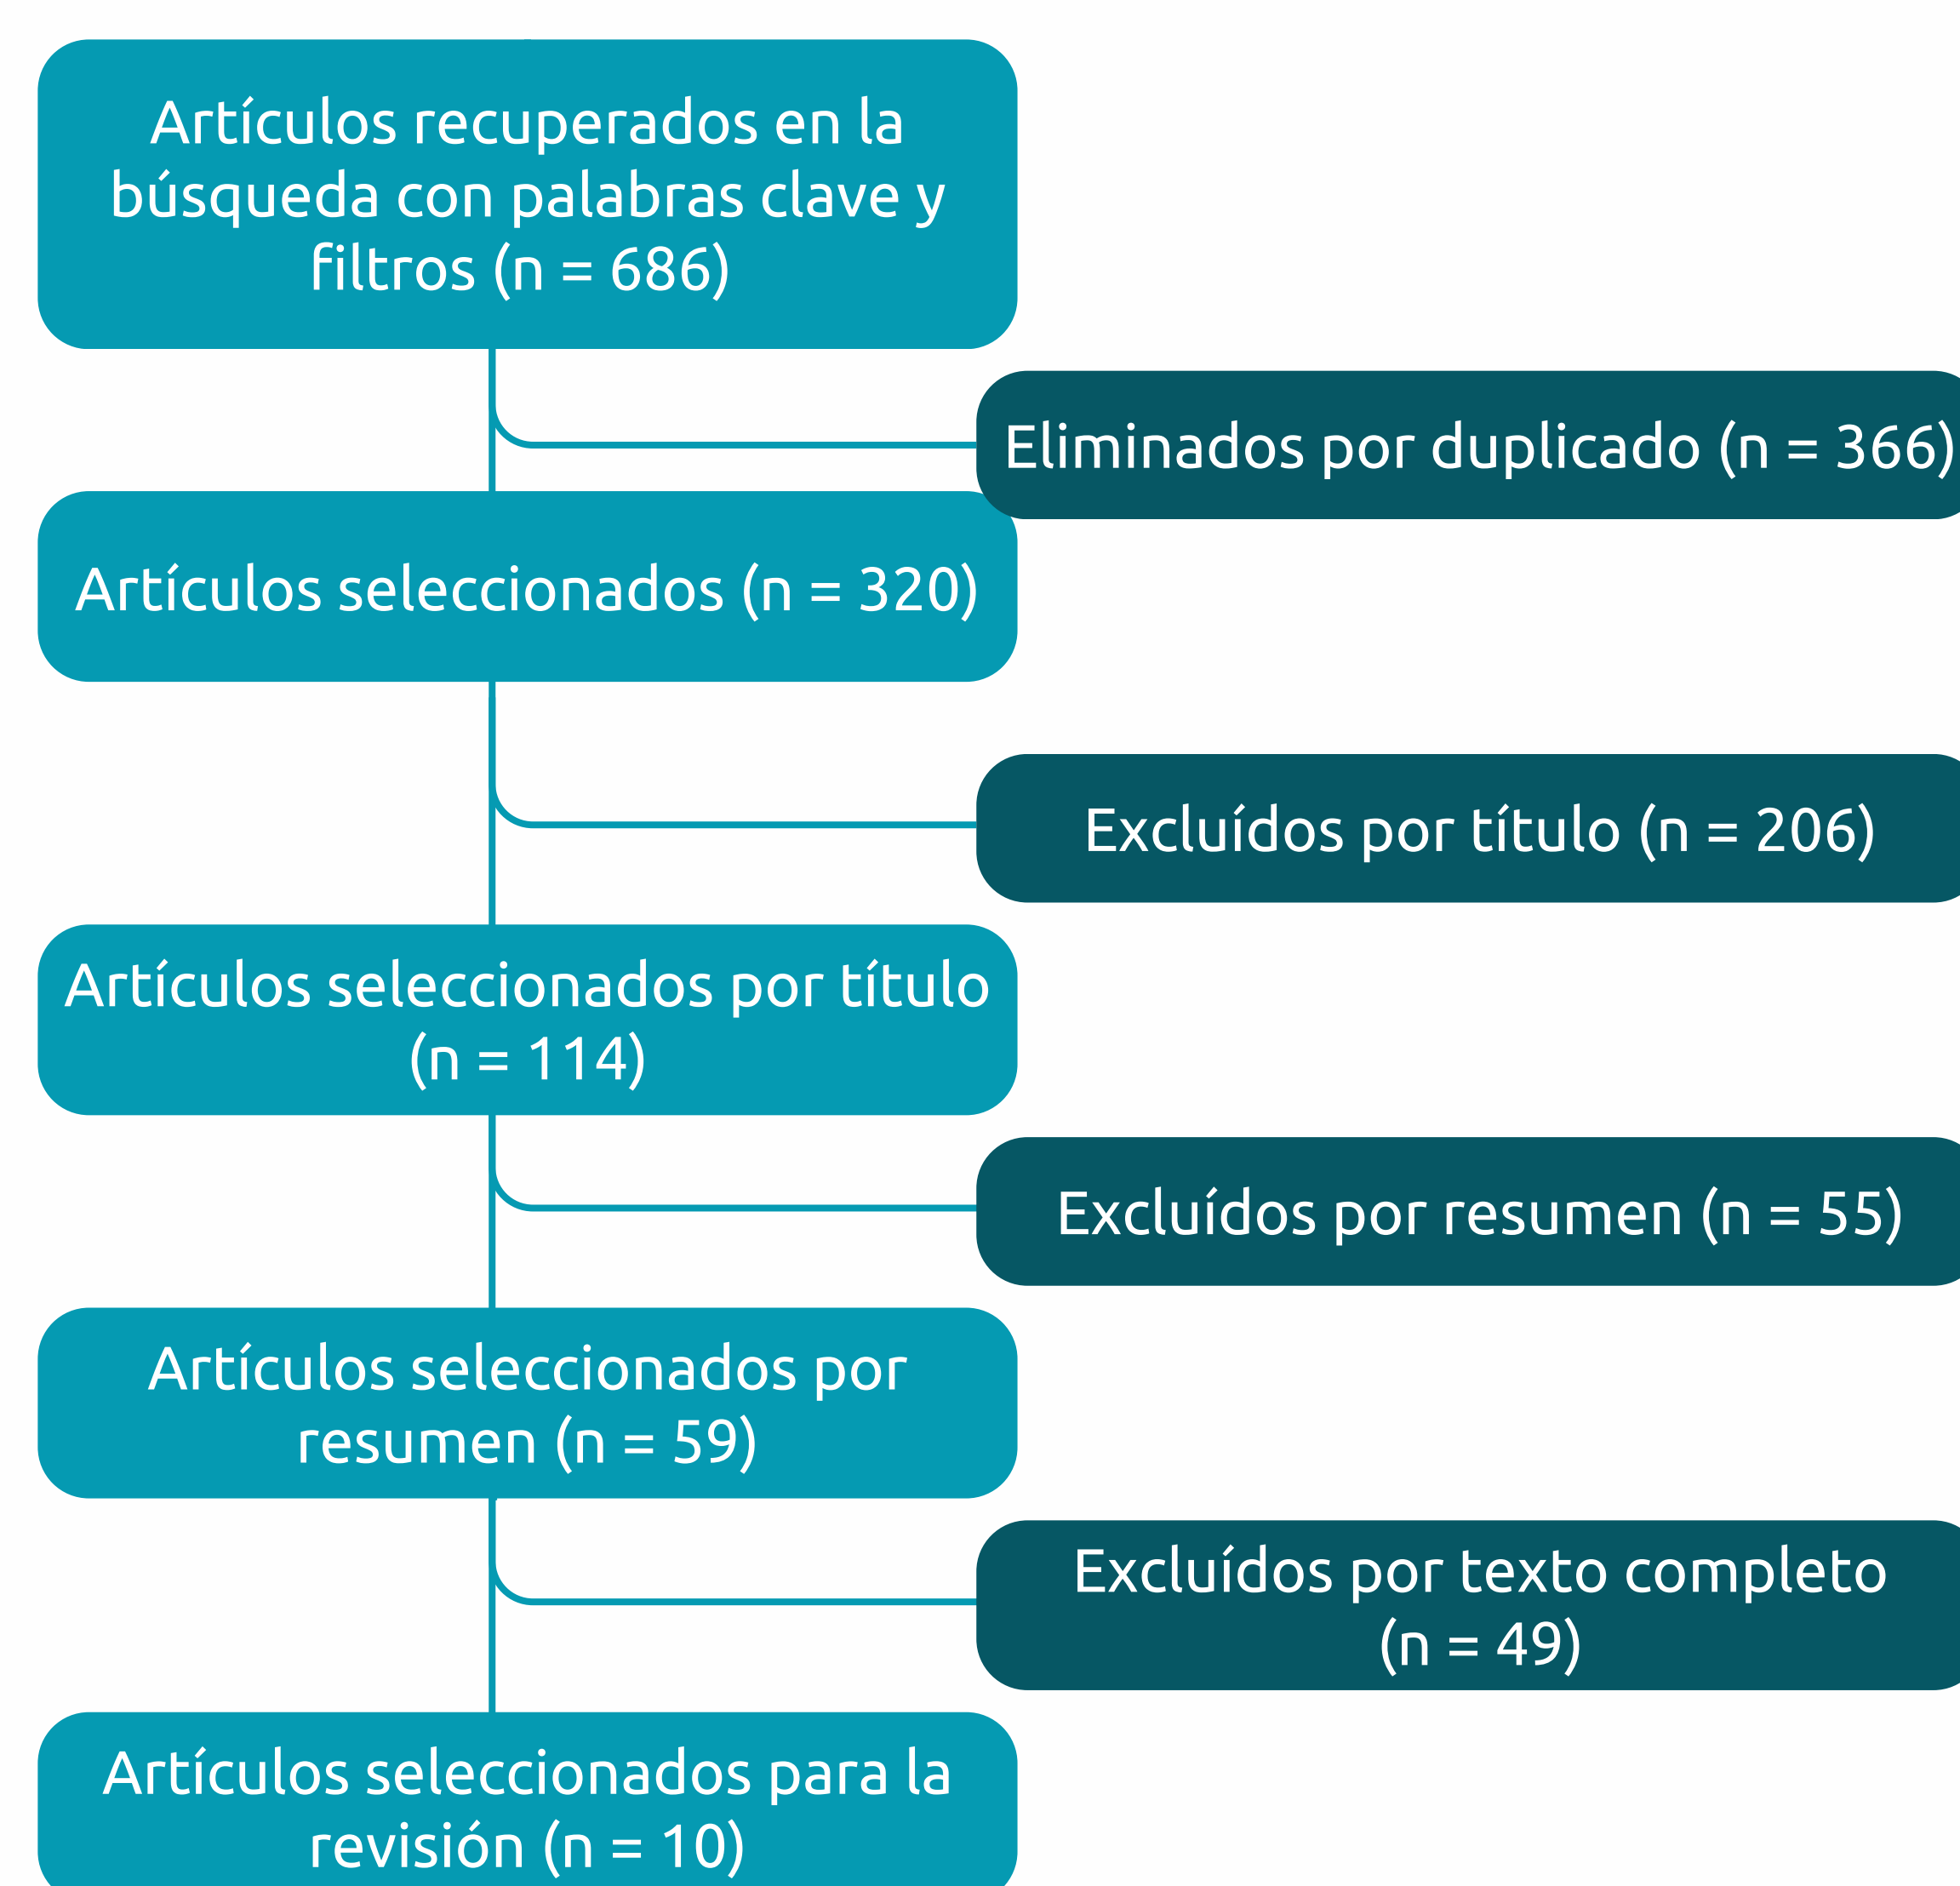 Artículos recuperados en la
búsqueda con palabras clave y
filtros (n = 686)
Eliminados por duplicado (n = 366)
Artículos seleccionados (n = 320)
Excluídos por título (n = 206)
Artículos seleccionados por título
(n = 114)
Excluídos por resumen (n = 55)
Artículos seleccionados por
resumen (n = 59)
Excluídos por texto completo
(n = 49)
Artículos seleccionados para la
revisión (n = 10)